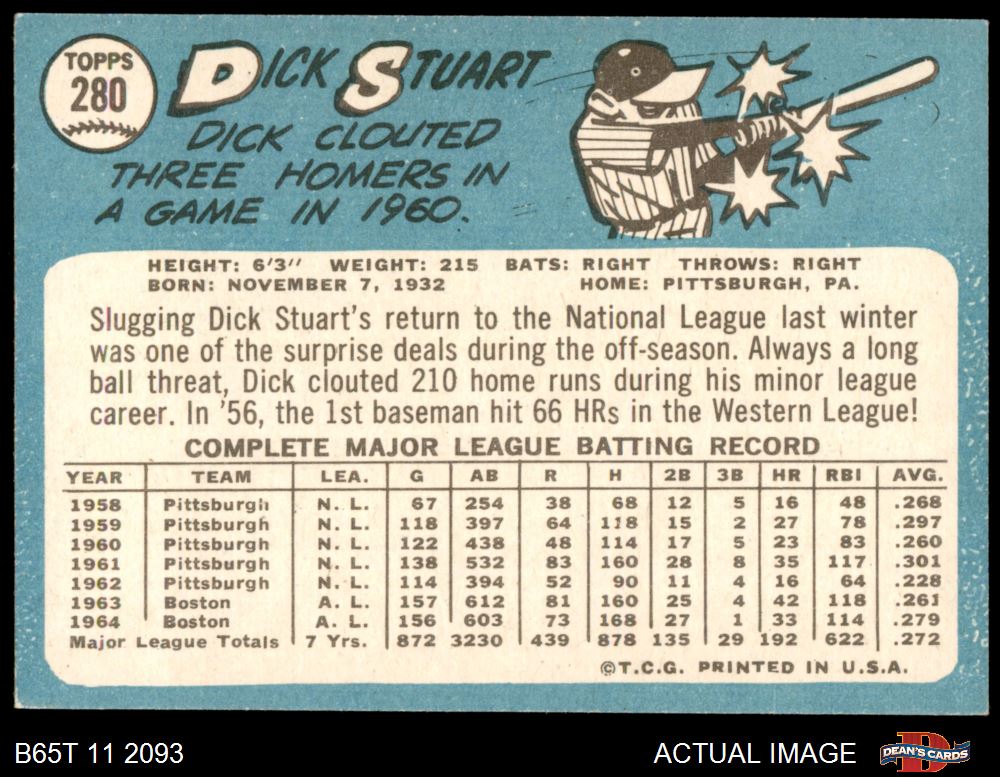 TOPPS
280
DICK STUART
DICK CLOUTED
THREE HOMERS IN
A GAME IN 1960.
HEIGHT: 6'3" WEIGHT: 215 BATS: RIGHT THROWS: RIGHT
BORN: NOVEMBER 7, 1932 HOME: PITTSBURGH, PA.
Slugging Dick Stuart's return to the National League last winter
was one of the surprise deals during the off-season. Always a long
ball threat, Dick clouted 210 home runs during his minor league
career. In '56, the 1st baseman hit 66 HRs in the Western League!
COMPLETE MAJOR LEAGUE BATTING RECORD
YEAR TEAM LEA. G AB R H 2B 3B HR RBI AVG.
1958 Pittsburgh N. L. 67 254 38 68 12 5 16 48 .268
1959 Pittsburgh N. L. 118 397 64 118 15 2 27 78 .297
1960 Pittsburgh N. L. 122 438 48 114 17 5 23 83 .260
1961 Pittsburgh N. L. 138 532 83 160 28 8 35 117 .301
1962 Pittsburgh N. L. 114 394 52 90 11 4 16 64 .228
1963 Boston A. L. 157 612 81 160 25 4 42 118 .261
1964 Boston A. L. 156 603 73 168 27 1 33 114 .279
Major League Totals 7 Yrs. 872 3230 439 878 135 29 192 622 .272
©T.C.G. PRINTED IN U.S.A.
B65T 11 2093 ACTUAL IMAGE DEAN'S CARDS